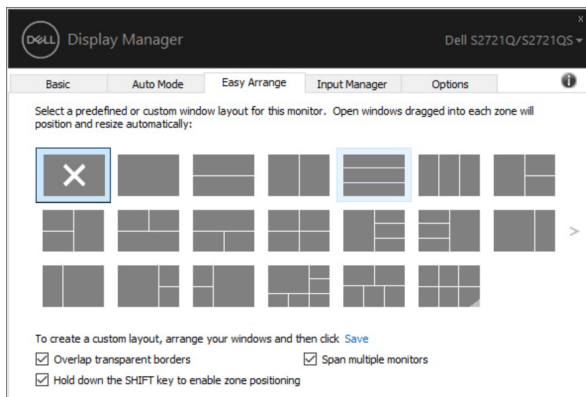 DELL Display Manager
Dell S2721Q/S2721QS
x
Basic
Auto Mode
Easy Arrange
Input Manager
Options
i
Select a predefined or custom window layout for this monitor. Open windows dragged into each zone will
position and resize automatically:
>
To create a custom layout, arrange your windows and then click Save
Overlap transparent borders
Span multiple monitors
Hold down the SHIFT key to enable zone positioning